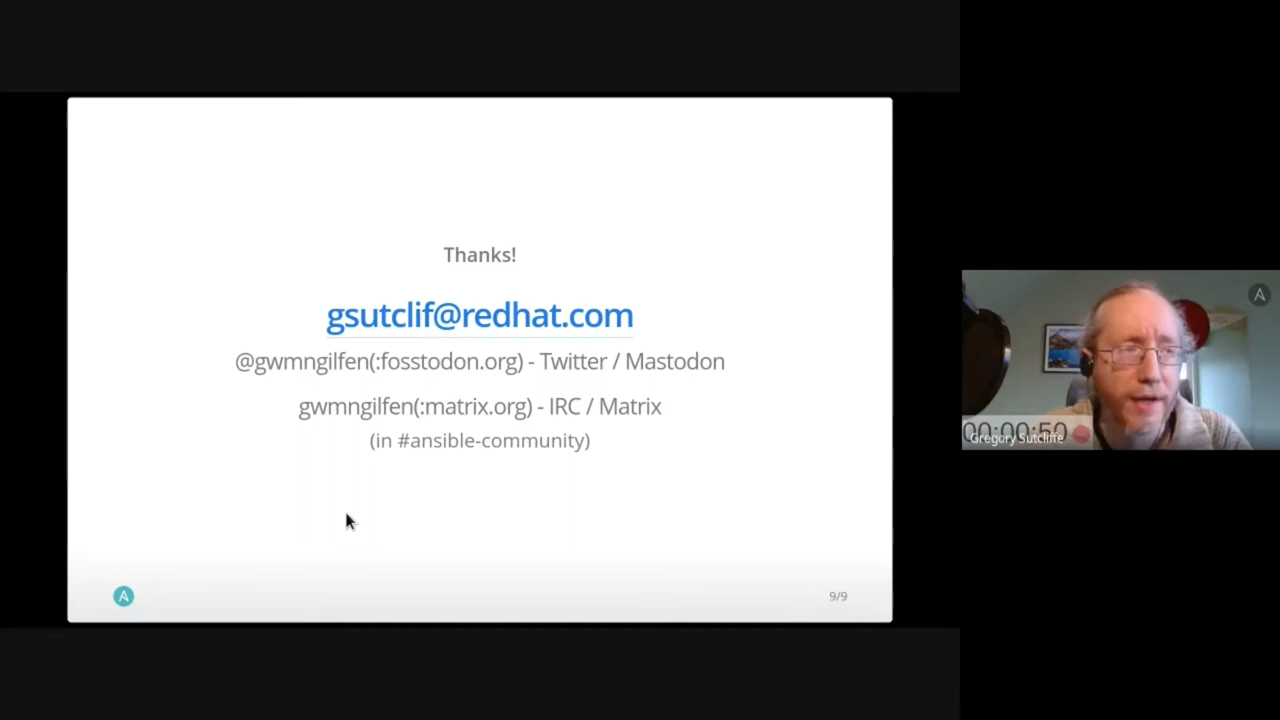 Thanks!
gsutclif@redhat.com
@gwmngilfen(:fosstodon.org) - Twitter / Mastodon
gwmngilfen(:matrix.org) - IRC / Matrix
(in #ansible-community)
A
9/9
A
00:00:50
Gregory Sutcliffe